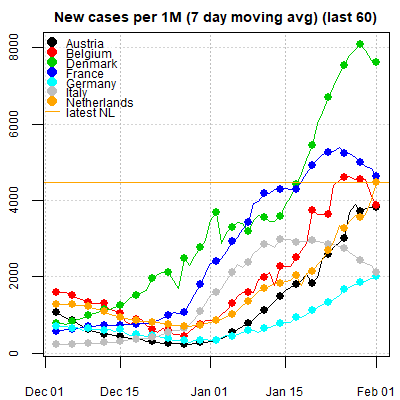 New cases per 1M (7 day moving avg) (last 60)
8000
6000
4000
2000
0
Austria
Belgium
Denmark
France
Germany
Italy
Netherlands
latest NL
Dec 01 Dec 15 Jan 01 Jan 15 Feb 01